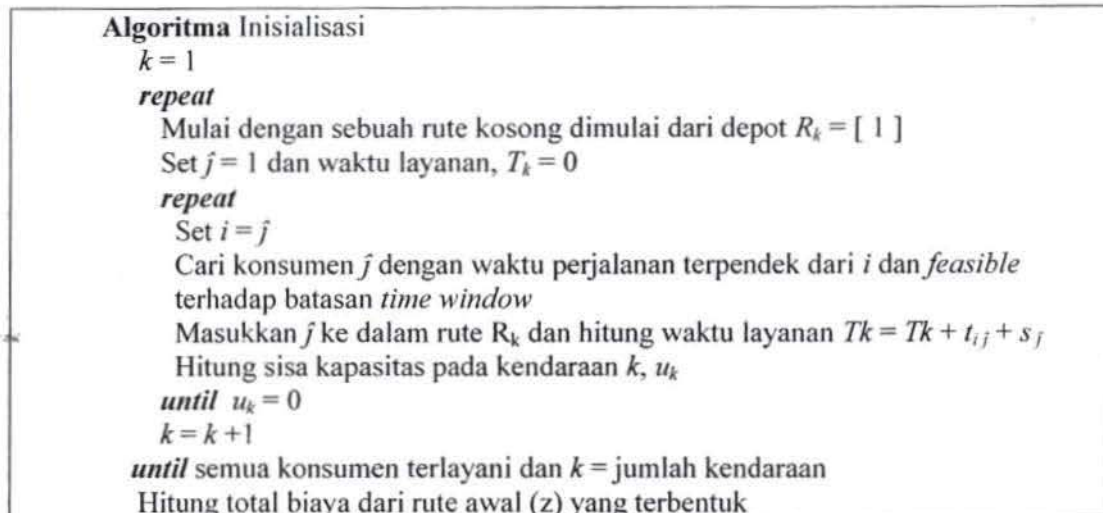 Algoritma Inisialisasi
k = 1
repeat
Mulai dengan sebuah rute kosong dimulai dari depot Rₖ = [ 1 ]
Set ĵ = 1 dan waktu layanan, Tₖ = 0
repeat
Set i = ĵ
Cari konsumen ĵ dengan waktu perjalanan terpendek dari i dan feasible
terhadap batasan time window
Masukkan ĵ ke dalam rute Rₖ dan hitung waktu layanan Tk = Tk + tᵢⱼ + sⱼ
Hitung sisa kapasitas pada kendaraan k, uₖ
until uₖ = 0
k = k +1
until semua konsumen terlayani dan k = jumlah kendaraan
Hitung total biaya dari rute awal (z) yang terbentuk